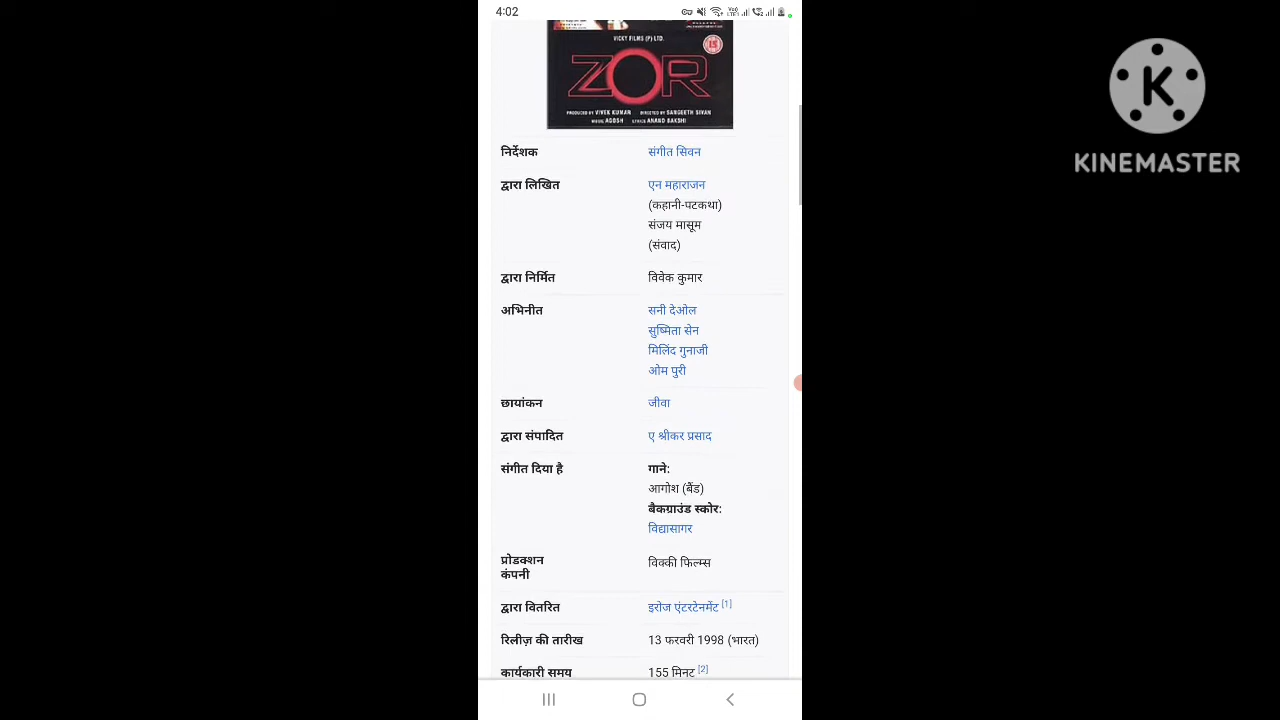 4:02
VICKY FILMS (P) LTD.
15
ZOR
PRODUCED BY VIVEK KUMAR DIRECTED BY SANGEETH SIVAN
MUSIC AGOSH LYRICS ANAND BAKSHI
निर्देशक संगीत सिवन
द्वारा लिखित एन महाराजन
(कहानी-पटकथा)
संजय मासूम
(संवाद)
द्वारा निर्मित विवेक कुमार
अभिनीत सनी देओल
सुष्मिता सेन
मिलिंद गुनाजी
ओम पुरी
छायांकन जीवा
द्वारा संपादित ए श्रीकर प्रसाद
संगीत दिया है गाने:
आगोश (बैंड)
बैकग्राउंड स्कोर:
विद्यासागर
प्रोडक्शन
कंपनी
विक्की फिल्म्स
द्वारा वितरित इरोज एंटरटेनमेंट [1]
रिलीज़ की तारीख 13 फरवरी 1998 (भारत)
कार्यकारी समय 155 मिनट [2]
K
KINEMASTER